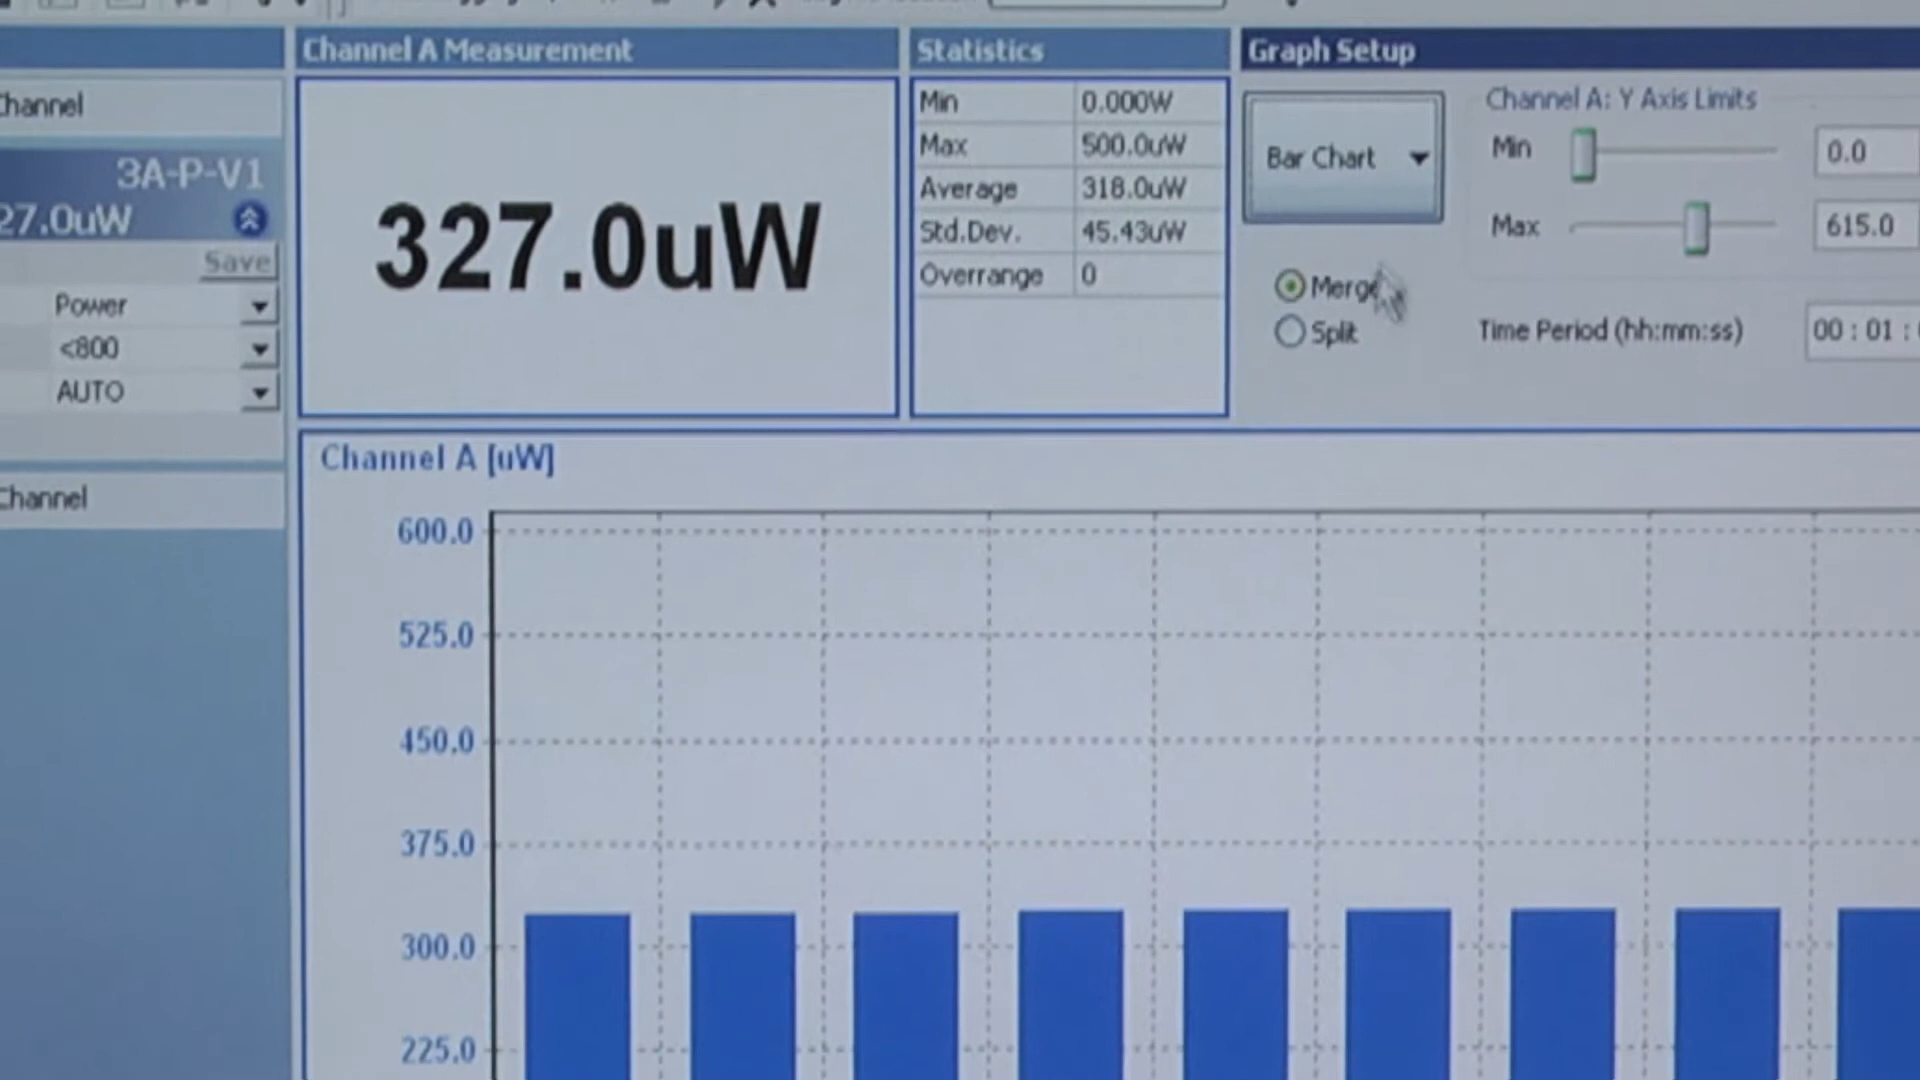 Channel A Measurement
Statistics
Graph Setup
Channel
3A-P-V1
27.0uW
Save
Power
<800
AUTO
Channel
327.0uW
Min 0.000W
Max 500.0uW
Average 318.0uW
Std.Dev. 45.43uW
Overrange 0
Bar Chart
Merge
Split
Channel A: Y Axis Limits
Min 0.0
Max 615.0
Time Period (hh:mm:ss) 00 : 01 :
Channel A [uW]
600.0
525.0
450.0
375.0
300.0
225.0